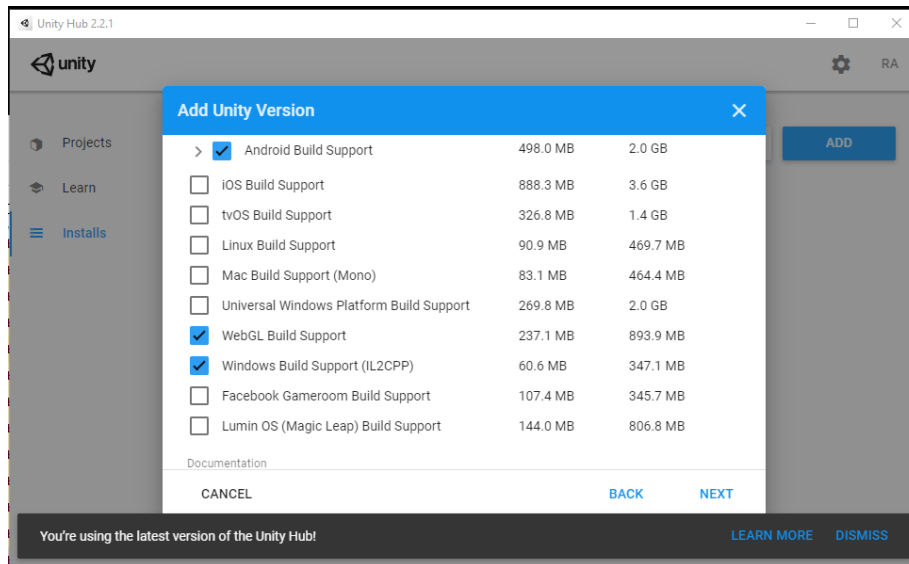 Unity Hub 2.2.1
unity
RA
Add Unity Version
Projects
Learn
Installs
ADD
Android Build Support 498.0 MB 2.0 GB
iOS Build Support 888.3 MB 3.6 GB
tvOS Build Support 326.8 MB 1.4 GB
Linux Build Support 90.9 MB 469.7 MB
Mac Build Support (Mono) 83.1 MB 464.4 MB
Universal Windows Platform Build Support 269.8 MB 2.0 GB
WebGL Build Support 237.1 MB 893.9 MB
Windows Build Support (IL2CPP) 60.6 MB 347.1 MB
Facebook Gameroom Build Support 107.4 MB 345.7 MB
Lumin OS (Magic Leap) Build Support 144.0 MB 806.8 MB
Documentation
CANCEL BACK NEXT
You're using the latest version of the Unity Hub! LEARN MORE DISMISS